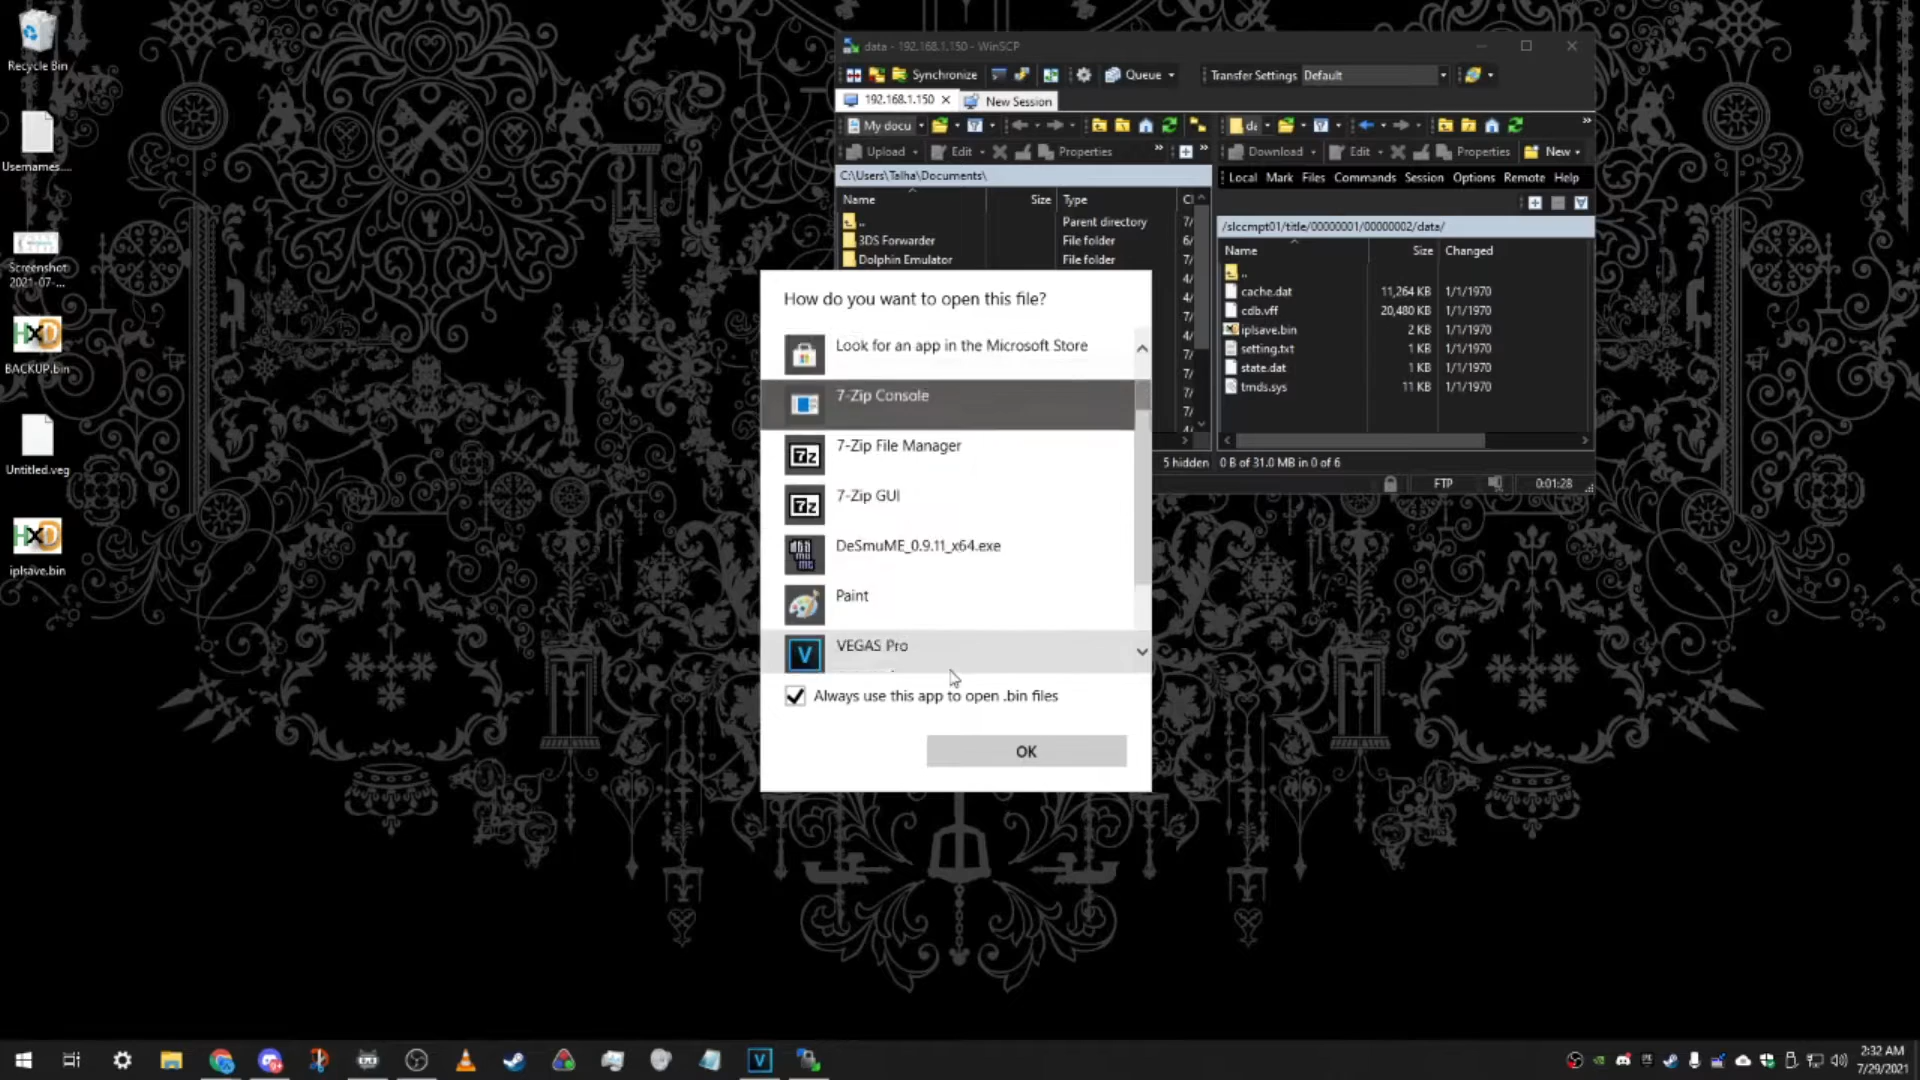 Recycle Bin
Usernames....
Screenshot
2021-07-...
BACKUP.bin
Untitled.veg
iplsave.bin
data - 192.168.1.150 - WinSCP
Synchronize
Queue
Transfer Settings Default
192.168.1.150
New Session
My docu
da
Upload
Edit
Properties
Download
Edit
Properties
New
C:\Users\Talha\Documents\
Local Mark Files Commands Session Options Remote Help
Name Size Type
..
Parent directory
3DS Forwarder
File folder
Dolphin Emulator
File folder
/slccmpt01/title/00000001/00000002/data/
Name Size Changed
..
cache.dat 11,264 KB 1/1/1970
cdb.vff 20,480 KB 1/1/1970
iplsave.bin 2 KB 1/1/1970
setting.txt 1 KB 1/1/1970
state.dat 1 KB 1/1/1970
tmds.sys 11 KB 1/1/1970
5 hidden
0 B of 31.0 MB in 0 of 6
FTP
0:01:28
How do you want to open this file?
Look for an app in the Microsoft Store
7-Zip Console
7-Zip File Manager
7-Zip GUI
DeSmuME_0.9.11_x64.exe
Paint
VEGAS Pro
Always use this app to open .bin files
OK
2:32 AM
7/29/2021